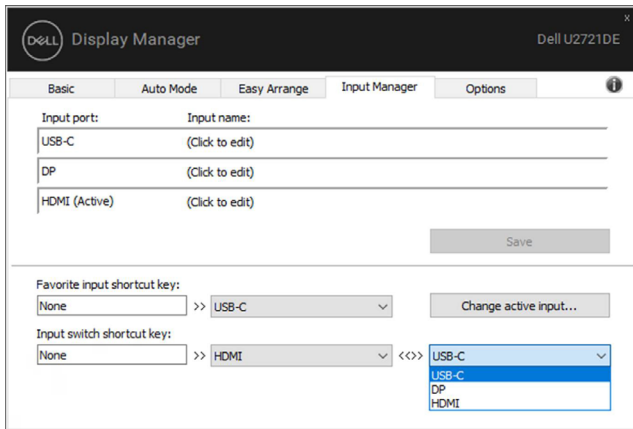 DELL Display Manager Dell U2721DE x
Basic Auto Mode Easy Arrange Input Manager Options i
Input port: Input name:
USB-C (Click to edit)
DP (Click to edit)
HDMI (Active) (Click to edit)
Save
Favorite input shortcut key:
None >> USB-C Change active input...
Input switch shortcut key:
None >> HDMI <<>> USB-C
USB-C
DP
HDMI